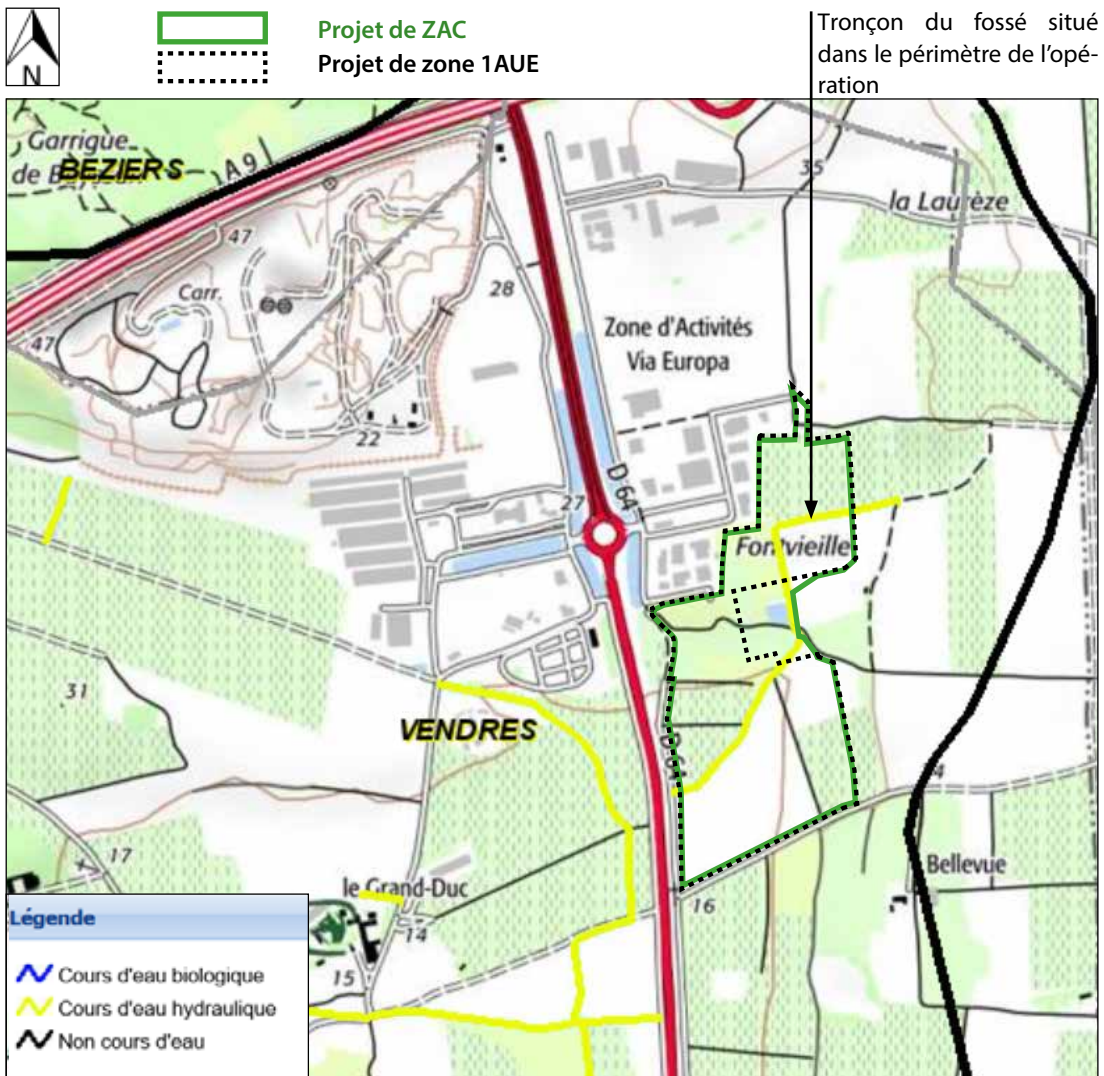 N
Projet de ZAC
Projet de zone 1AUE
Tronçon du fossé situé
dans le périmètre de l'opé-
ration
Garrigue
de
BEZIERS
A 9
47
35
la Laurèze
Carr.
28
47
Zone d'Activités
Via Europa
22
D 64
27
Fontvieille
31
VENDRES
D 64
4
17
Bellevue
le Grand-Duc
16
14
15
Légende
Cours d'eau biologique
Cours d'eau hydraulique
Non cours d'eau